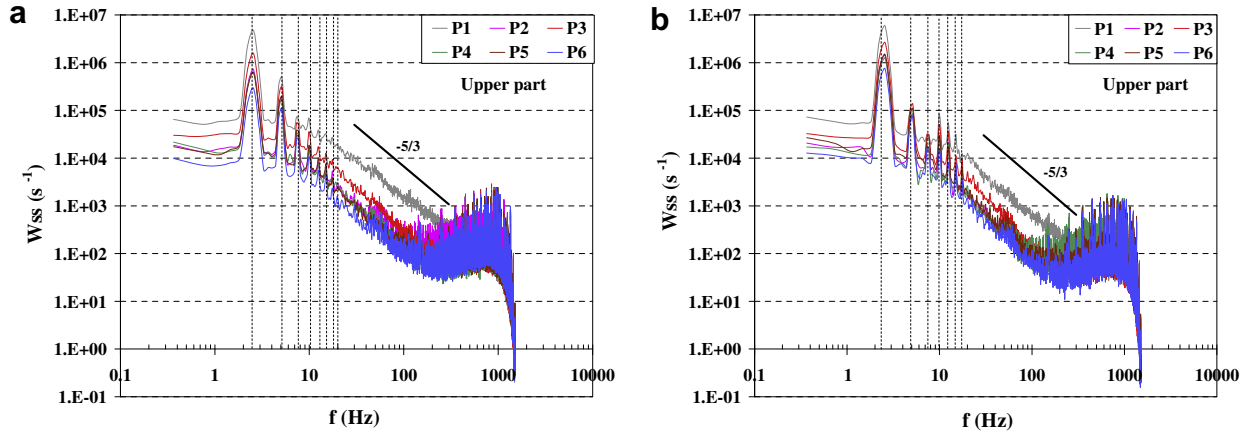 a
1.E+07
1.E+06
1.E+05
1.E+04
1.E+03
1.E+02
1.E+01
1.E+00
1.E-01
Wss (s -1)
P1 P2 P3
P4 P5 P6
Upper part
-5/3
0.1 1 10 100 1000 10000
f (Hz)
b
1.E+07
1.E+06
1.E+05
1.E+04
1.E+03
1.E+02
1.E+01
1.E+00
1.E-01
Wss (s -1)
P1 P2 P3
P4 P5 P6
Upper part
-5/3
0.1 1 10 100 1000 10000
f (Hz)